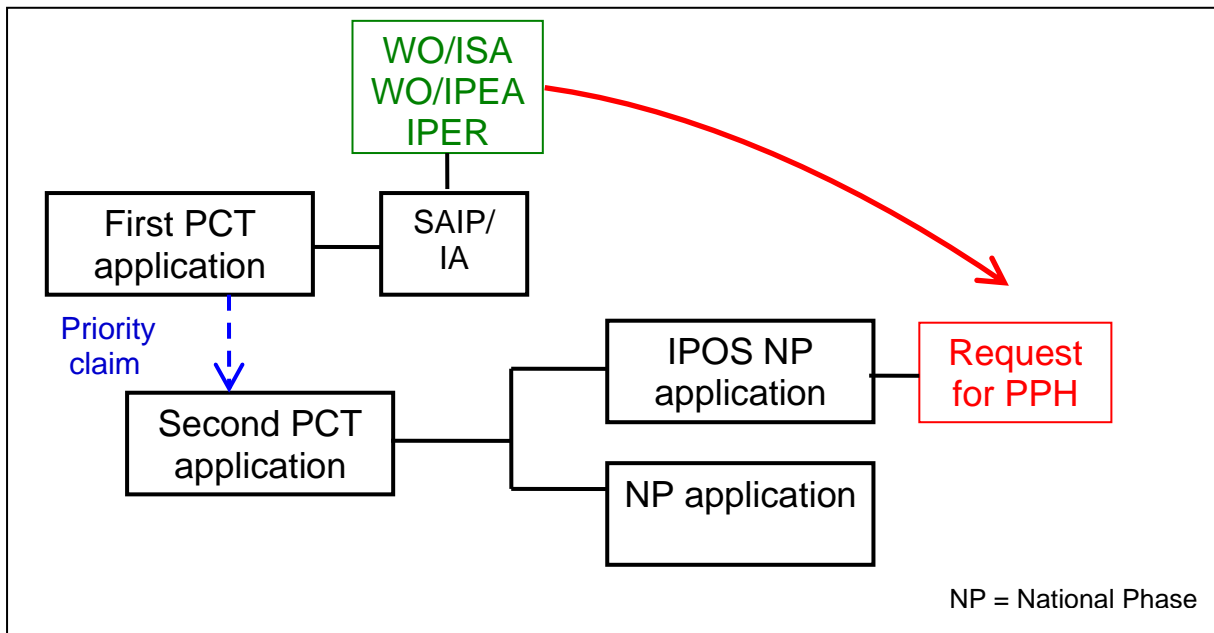 WO/ISA
WO/IPEA
IPER
First PCT
application
SAIP/
IA
Priority
claim
IPOS NP
application
Request
for PPH
Second PCT
application
NP application
NP = National Phase